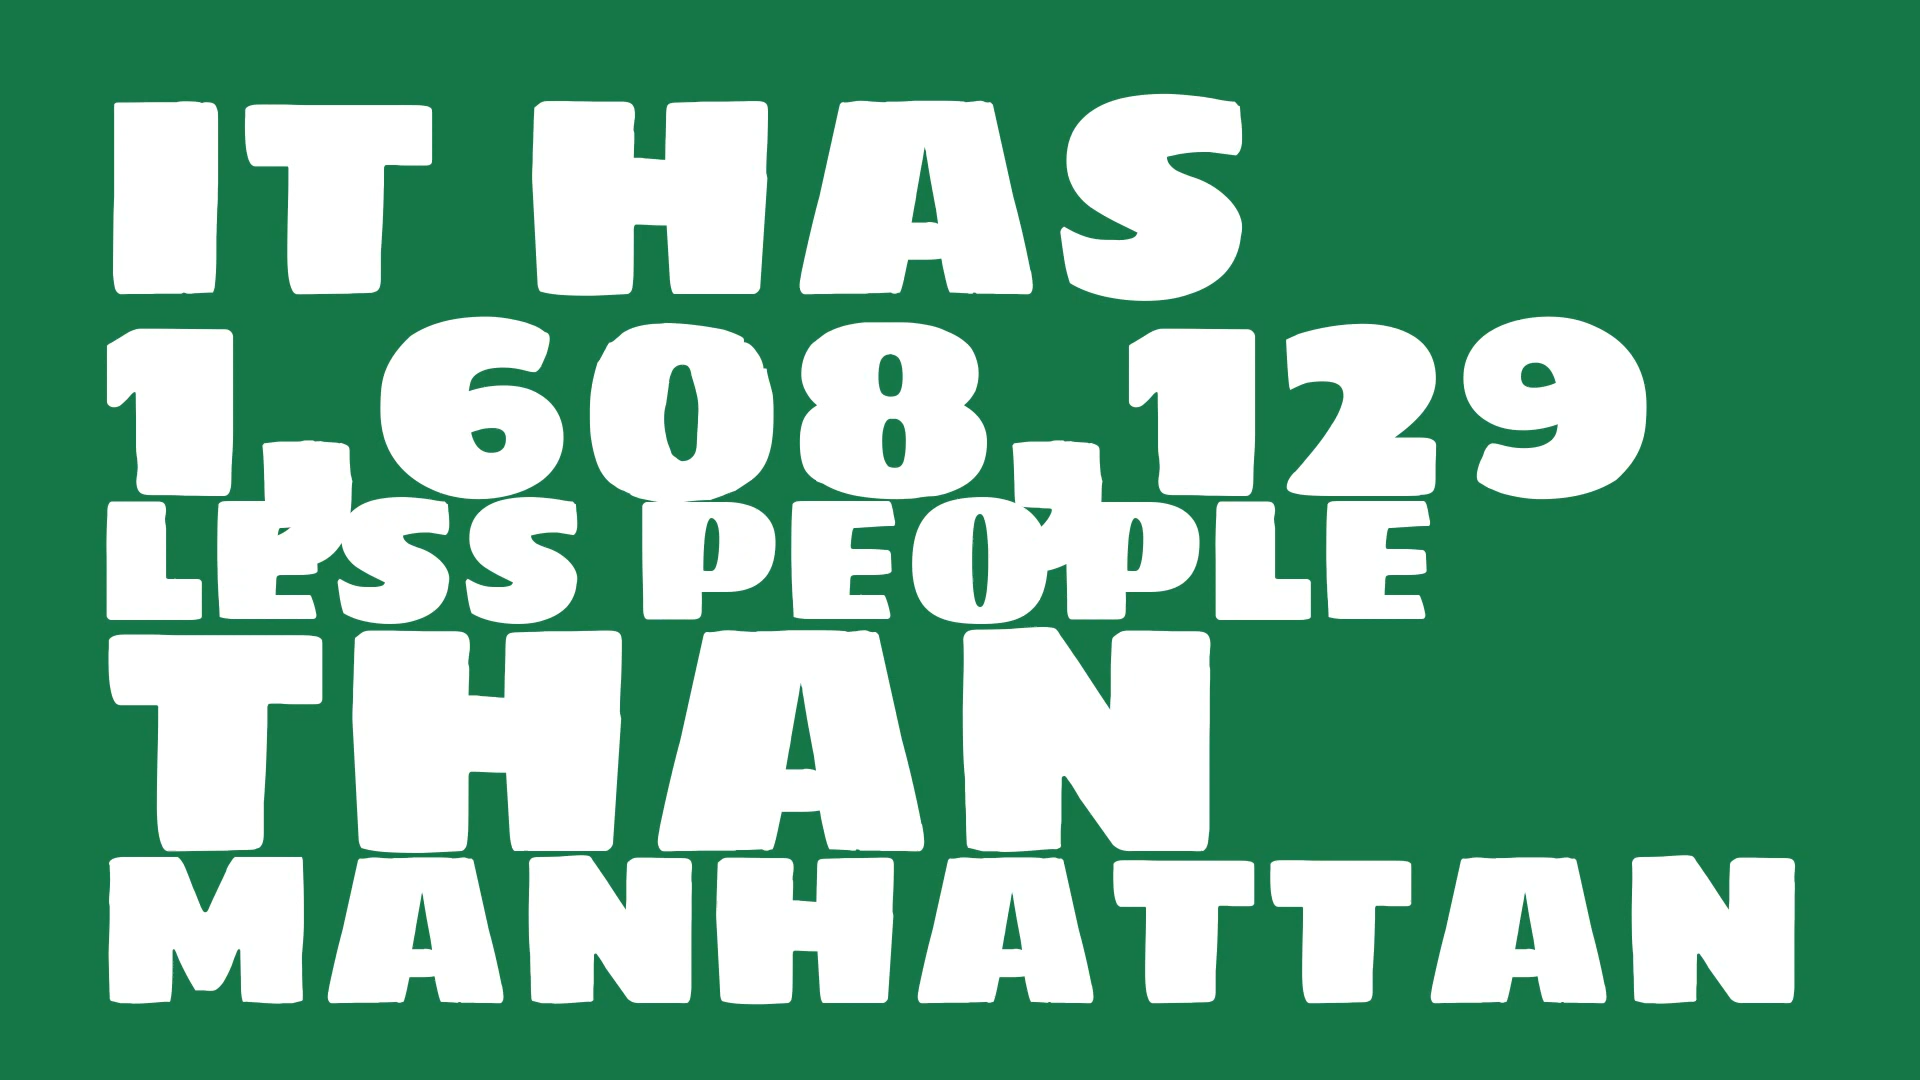 IT HAS
1,608,129
LESS PEOPLE
THAN
MANHATTAN